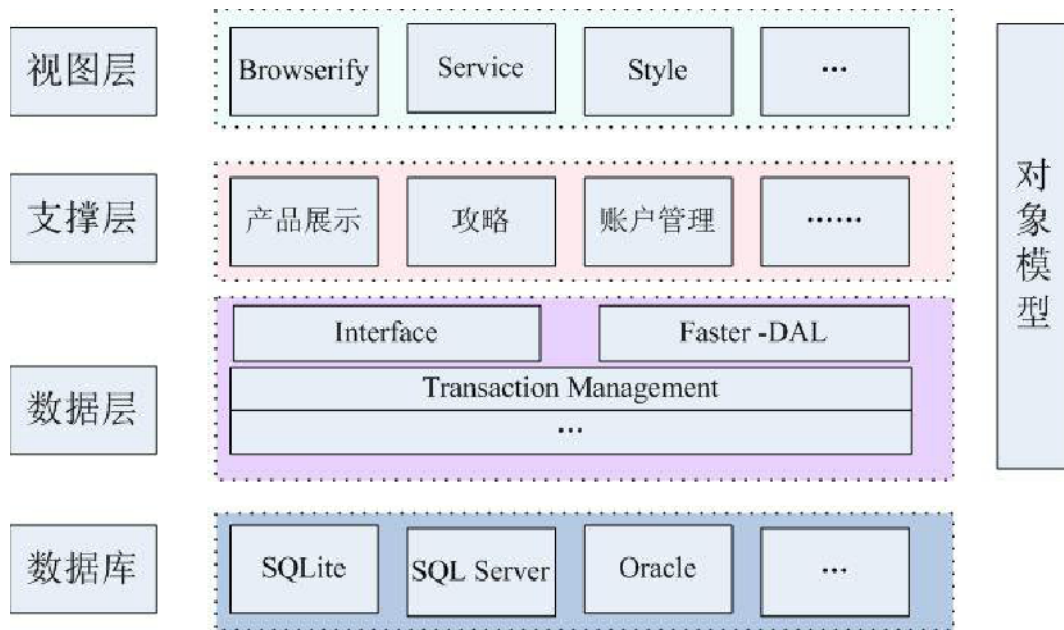 视图层
Browserify
Service
Style
...
支撑层
产品展示
攻略
账户管理
......
数据层
Interface
Faster -DAL
Transaction Management
...
数据库
SQLite
SQL Server
Oracle
...
对象模型